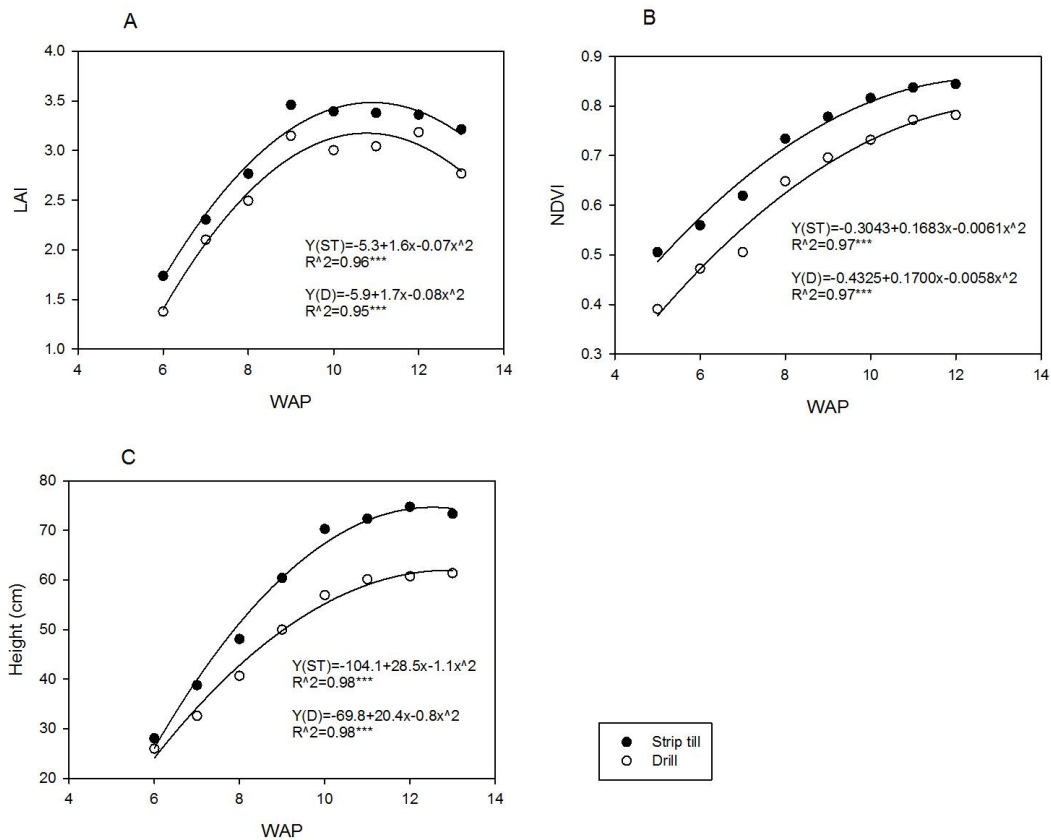 A
4.0
3.5
3.0
2.5
2.0
1.5
1.0
LAI
Y(ST)=-5.3+1.6x-0.07x^2
R^2=0.96***
Y(D)=-5.9+1.7x-0.08x^2
R^2=0.95***
4 6 8 10 12 14
WAP
B
0.9
0.8
0.7
0.6
0.5
0.4
0.3
NDVI
Y(ST)=-0.3043+0.1683x-0.0061x^2
R^2=0.97***
Y(D)=-0.4325+0.1700x-0.0058x^2
R^2=0.97***
4 6 8 10 12 14
WAP
C
80
70
60
50
40
30
20
Height (cm)
Y(ST)=-104.1+28.5x-1.1x^2
R^2=0.98***
Y(D)=-69.8+20.4x-0.8x^2
R^2=0.98***
4 6 8 10 12 14
WAP
Strip till
Drill